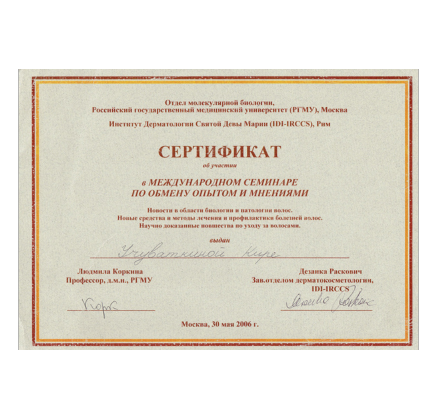 Отдел молекулярной биологии,
Российский государственный медицинский университет (РГМУ), Москва
Институт Дерматологии Святой Девы Марии (IDI-IRCCS), Рим
СЕРТИФИКАТ
об участии
в МЕЖДУНАРОДНОМ СЕМИНАРЕ
ПО ОБМЕНУ ОПЫТОМ И МНЕНИЯМИ
Новости в области биологии и патологии волос.
Новые средства и методы лечения и профилактики болезней волос.
Научно доказанные новшества по уходу за волосами.
выдан
Учуваткиной Кире
Людмила Коркина
Профессор, д.м.н., РГМУ
Дезанка Раскович
Зав.отделом дерматокосметологии,
IDI-IRCCS
Корк
Москва, 30 мая 2006 г.